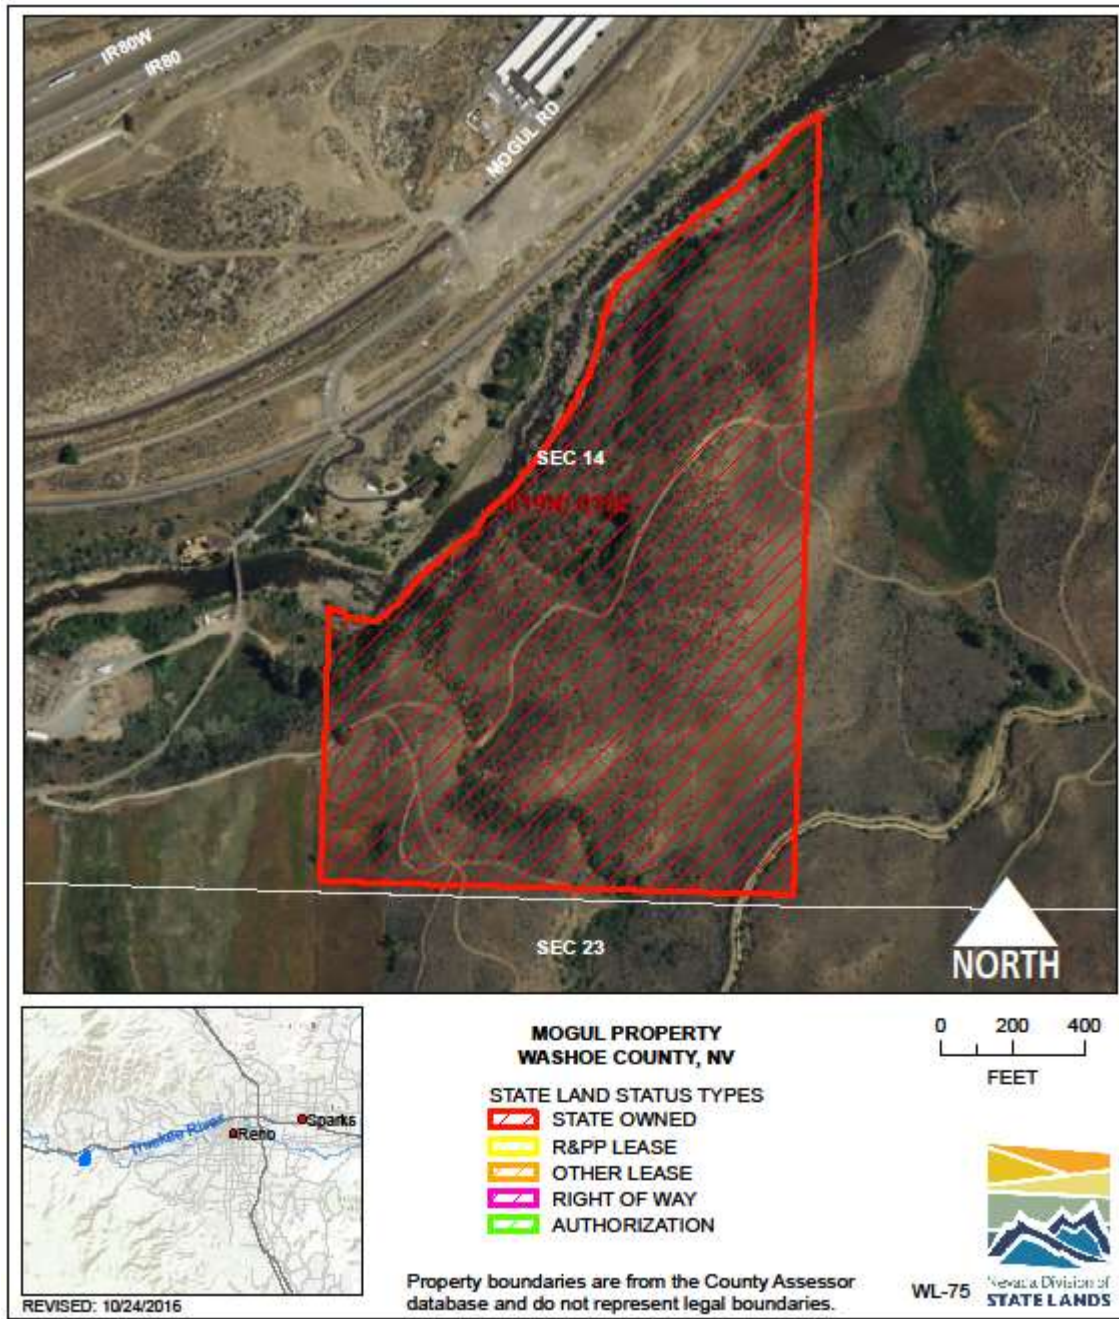 IR80W
IR80
MOGUL RD
SEC 14
SEC 23
NORTH
MOGUL PROPERTY
WASHOE COUNTY, NV
STATE LAND STATUS TYPES
STATE OWNED
R&PP LEASE
OTHER LEASE
RIGHT OF WAY
AUTHORIZATION
0 200 400
FEET
Truckee River
Reno
Sparks
REVISED: 10/24/2016
Property boundaries are from the County Assessor
database and do not represent legal boundaries.
WL-75
Nevada Division of
STATE LANDS